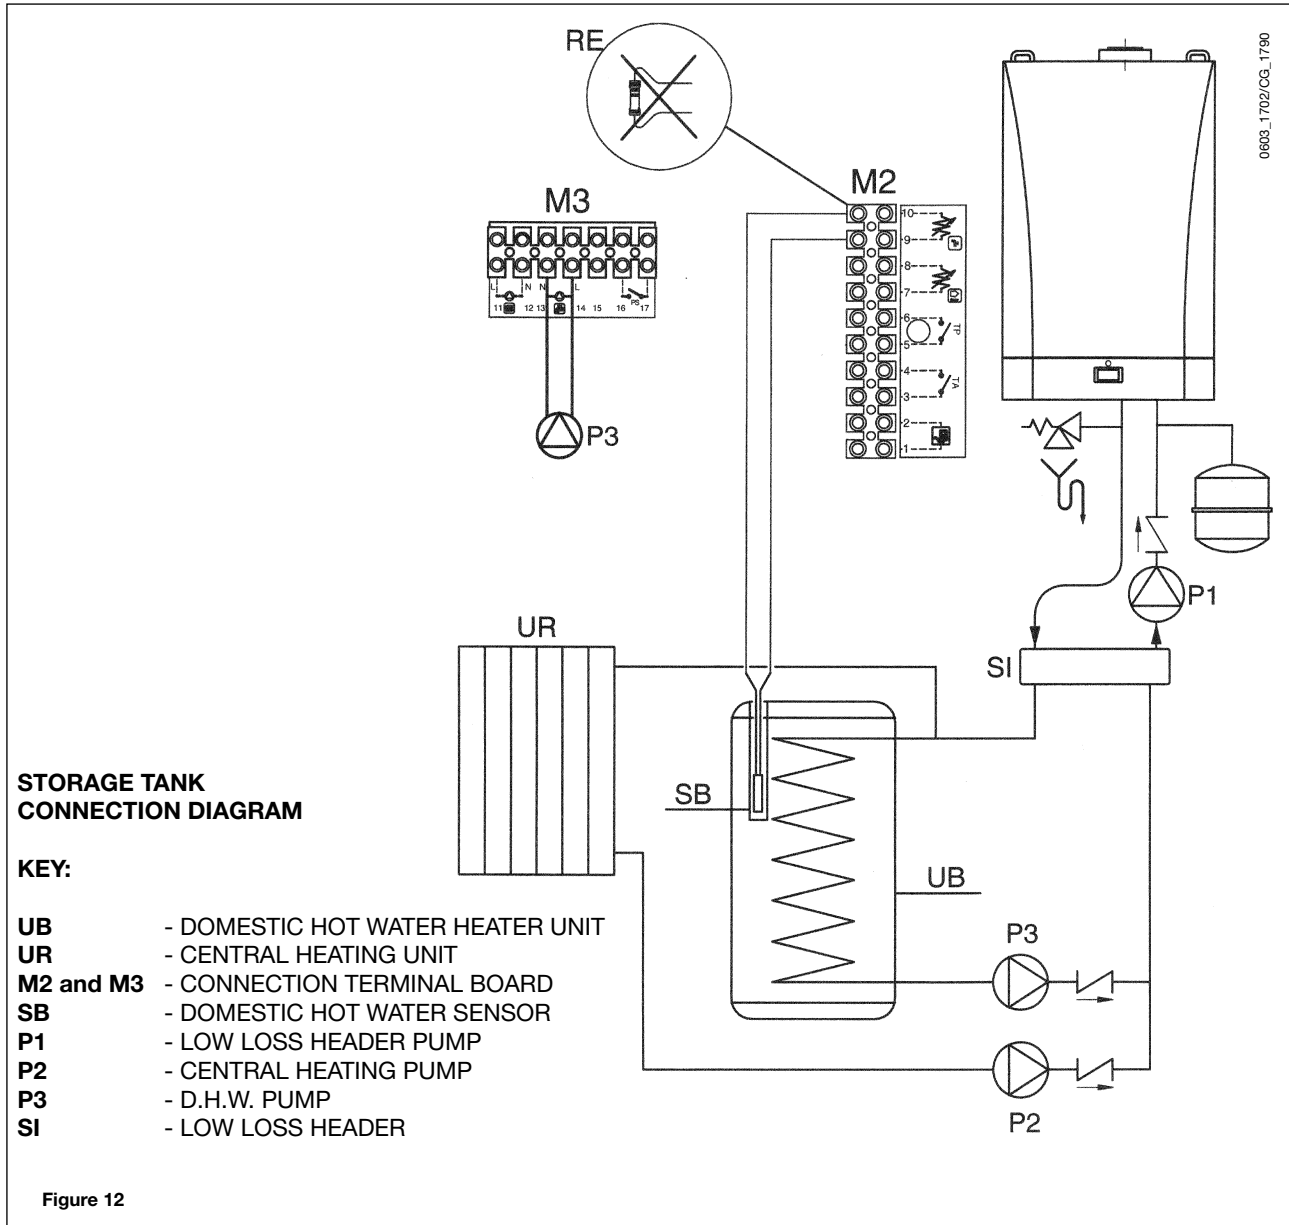 RE
0603_1702/CG_1790
M2
M3
10
9
8
7
6
TP
5
4
TA
3
2
1
L N N L
PS
11 12 13 14 15 16 17
P3
P1
UR
SI
SB
UB
P3
P2
STORAGE TANK
CONNECTION DIAGRAM
KEY:
UB - DOMESTIC HOT WATER HEATER UNIT
UR - CENTRAL HEATING UNIT
M2 and M3 - CONNECTION TERMINAL BOARD
SB - DOMESTIC HOT WATER SENSOR
P1 - LOW LOSS HEADER PUMP
P2 - CENTRAL HEATING PUMP
P3 - D.H.W. PUMP
SI - LOW LOSS HEADER
Figure 12